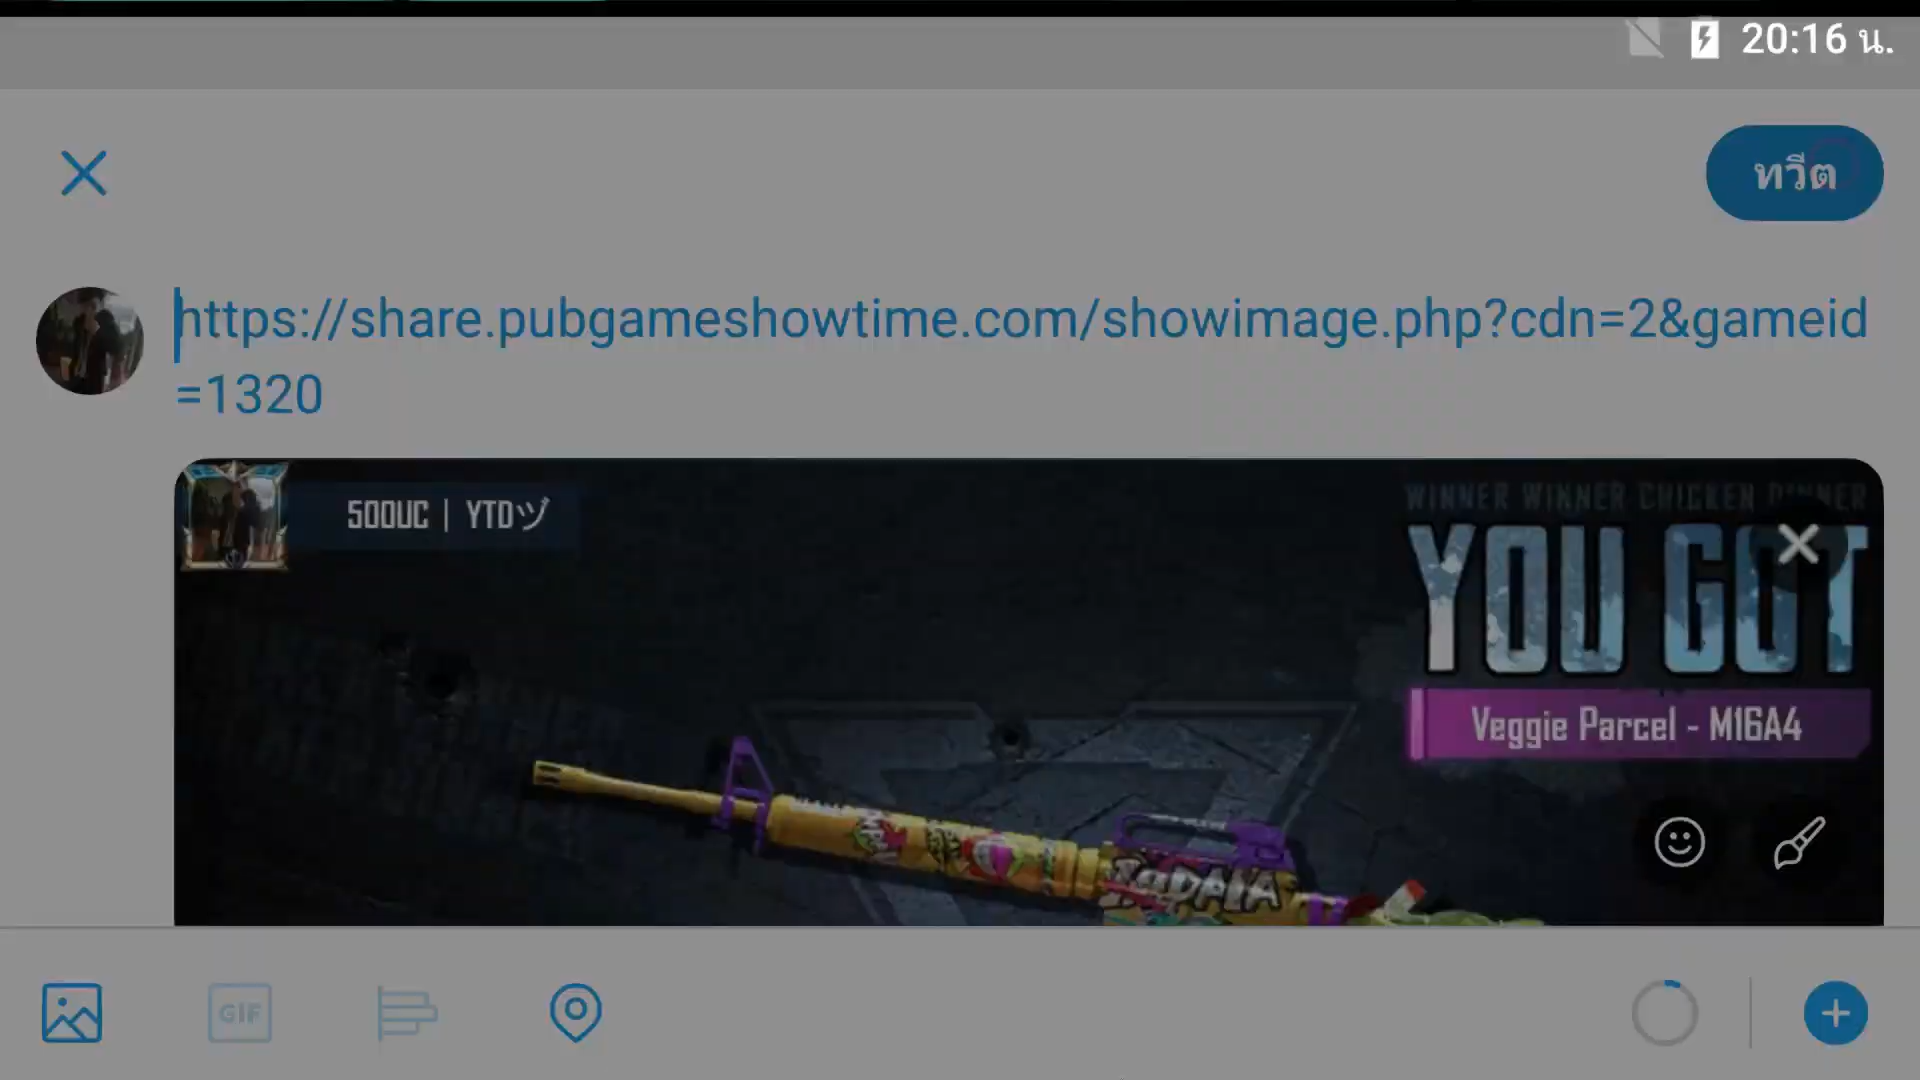 20:16 น.
ทวีต
https://share.pubgameshowtime.com/showimage.php?cdn=2&gameid
=1320
500UC | YTDヅ
WINNER WINNER CHICKEN DINNER
YOU GOT
Veggie Parcel - M16A4
GIF